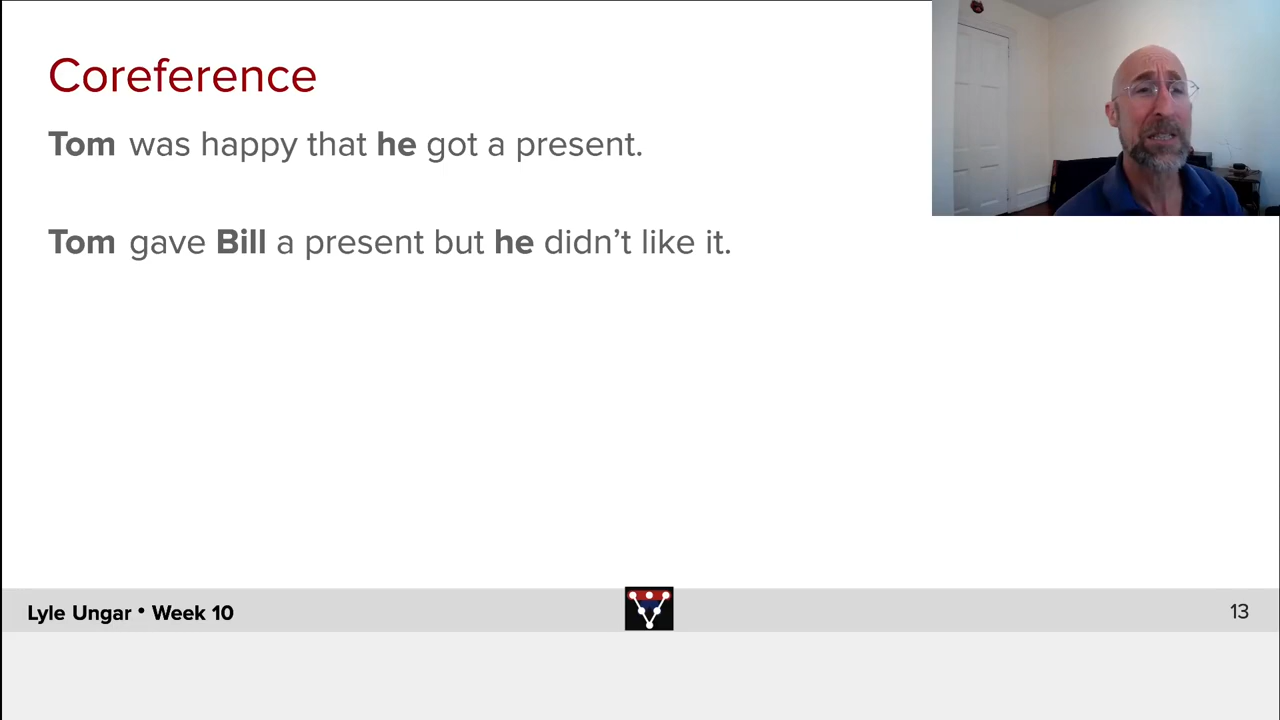 Coreference
Tom was happy that he got a present.
Tom gave Bill a present but he didn’t like it.
Lyle Ungar • Week 10
13